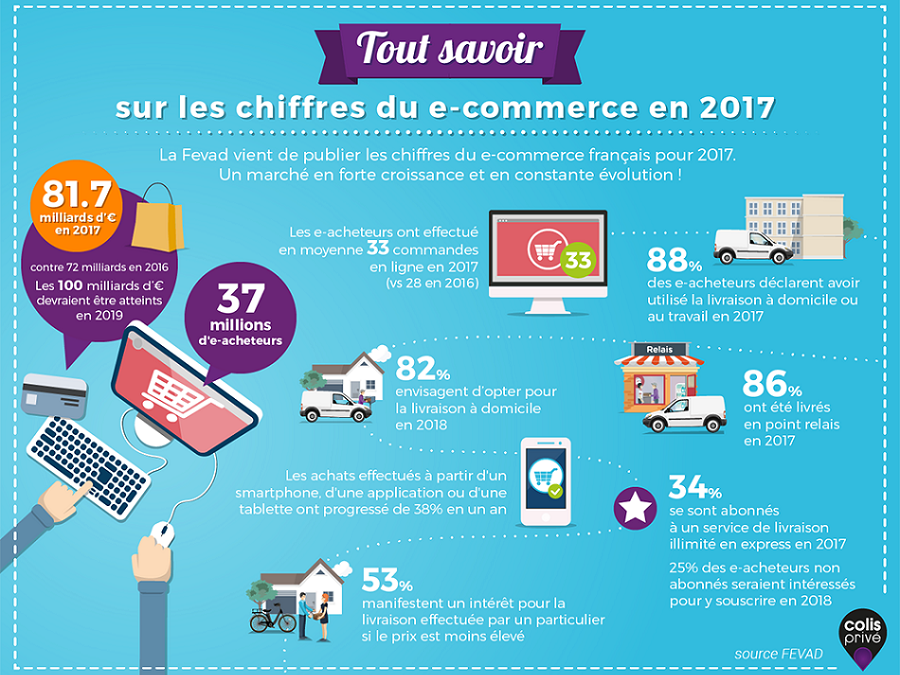 Tout savoir
sur les chiffres du e-commerce en 2017
La Fevad vient de publier les chiffres du e-commerce français pour 2017.
Un marché en forte croissance et en constante évolution !
81.7
milliards d'€
en 2017
contre 72 milliards en 2016
Les 100 milliards d'€
devraient être atteints
en 2019
37
millions
d'e-acheteurs
Les e-acheteurs ont effectué
en moyenne 33 commandes
en ligne en 2017
(vs 28 en 2016)
33
88%
des e-acheteurs déclarent avoir
utilisé la livraison à domicile ou
au travail en 2017
82%
envisagent d'opter pour
la livraison à domicile
en 2018
Relais
86%
ont été livrés
en point relais
en 2017
Les achats effectués à partir d'un
smartphone, d'une application ou d'une
tablette ont progressé de 38% en un an
34%
se sont abonnés
à un service de livraison
illimité en express en 2017
25% des e-acheteurs non
abonnés seraient intéressés
pour y souscrire en 2018
53%
manifestent un intérêt pour la
livraison effectuée par un particulier
si le prix est moins élevé
colis
privé
source FEVAD